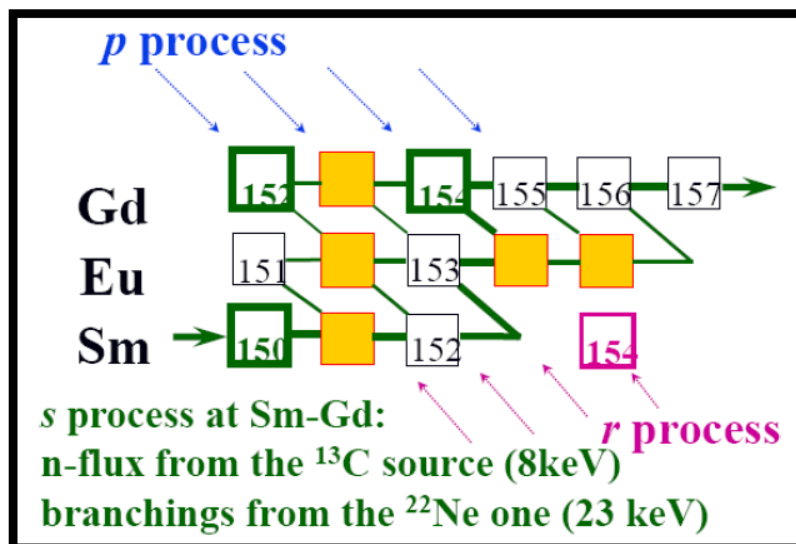 p process
152 154 155 156 157
Gd
151 153
Eu
150 152 154
Sm
r process
s process at Sm-Gd:
n-flux from the ¹³C source (8keV)
branchings from the ²²Ne one (23 keV)